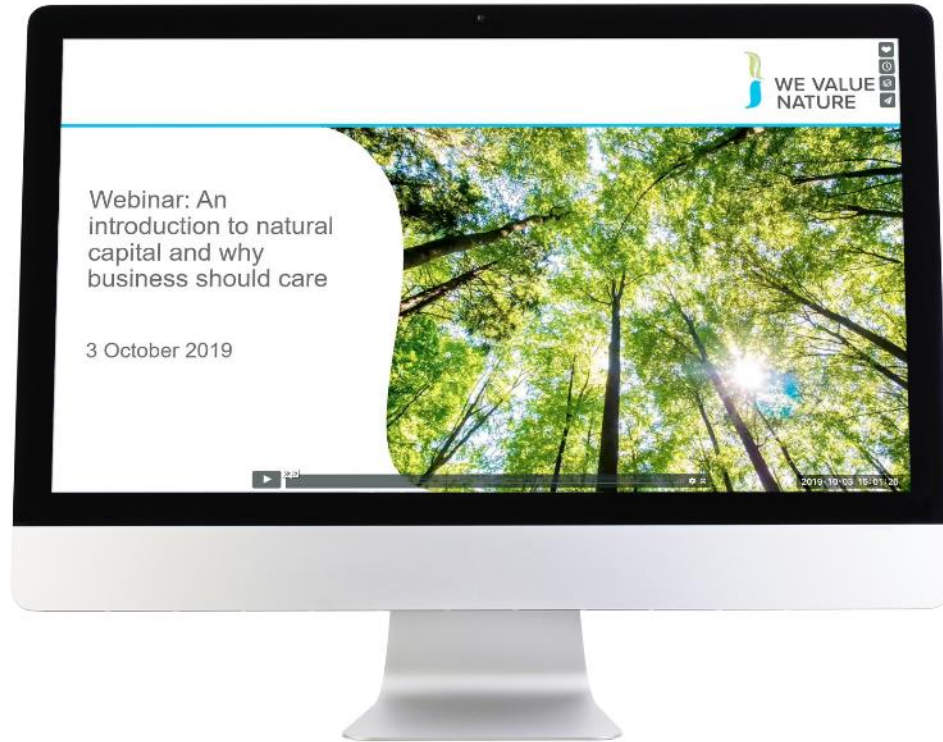 WE VALUE
NATURE
Webinar: An
introduction to natural
capital and why
business should care
3 October 2019
2019-10-03 15:01:20